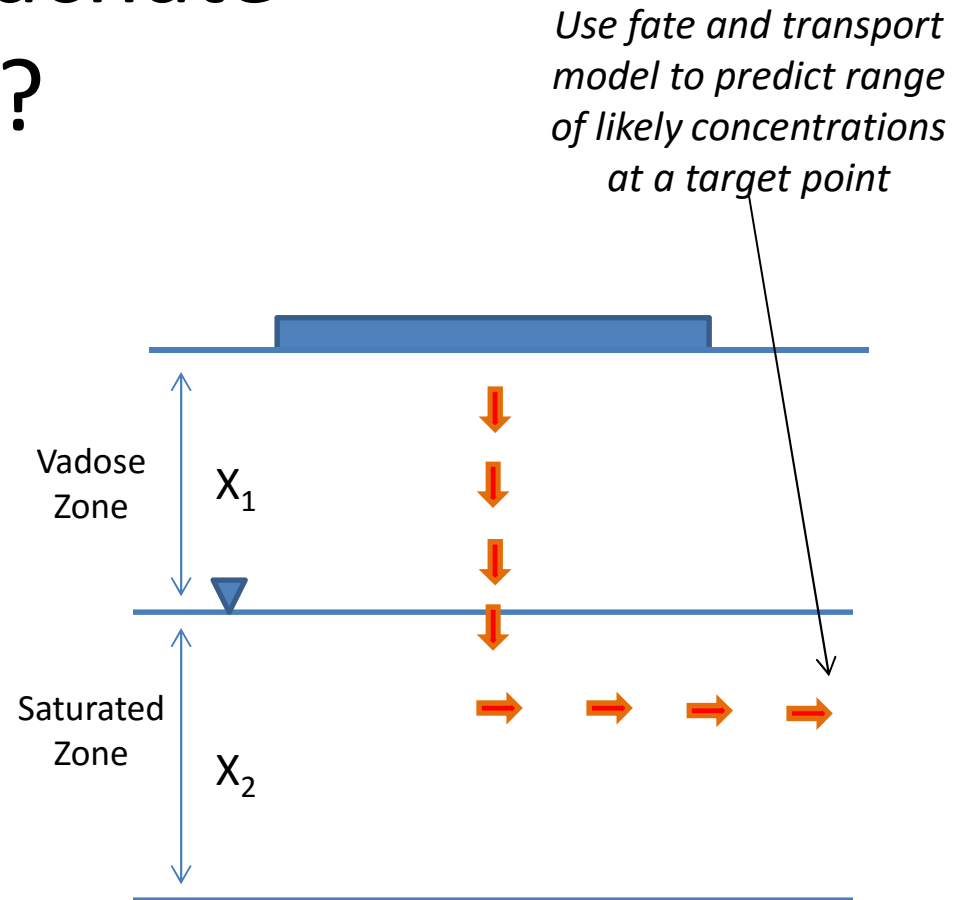 ?
Use fate and transport
model to predict range
of likely concentrations
at a target point
Vadose
Zone
X₁
Saturated
Zone
X₂